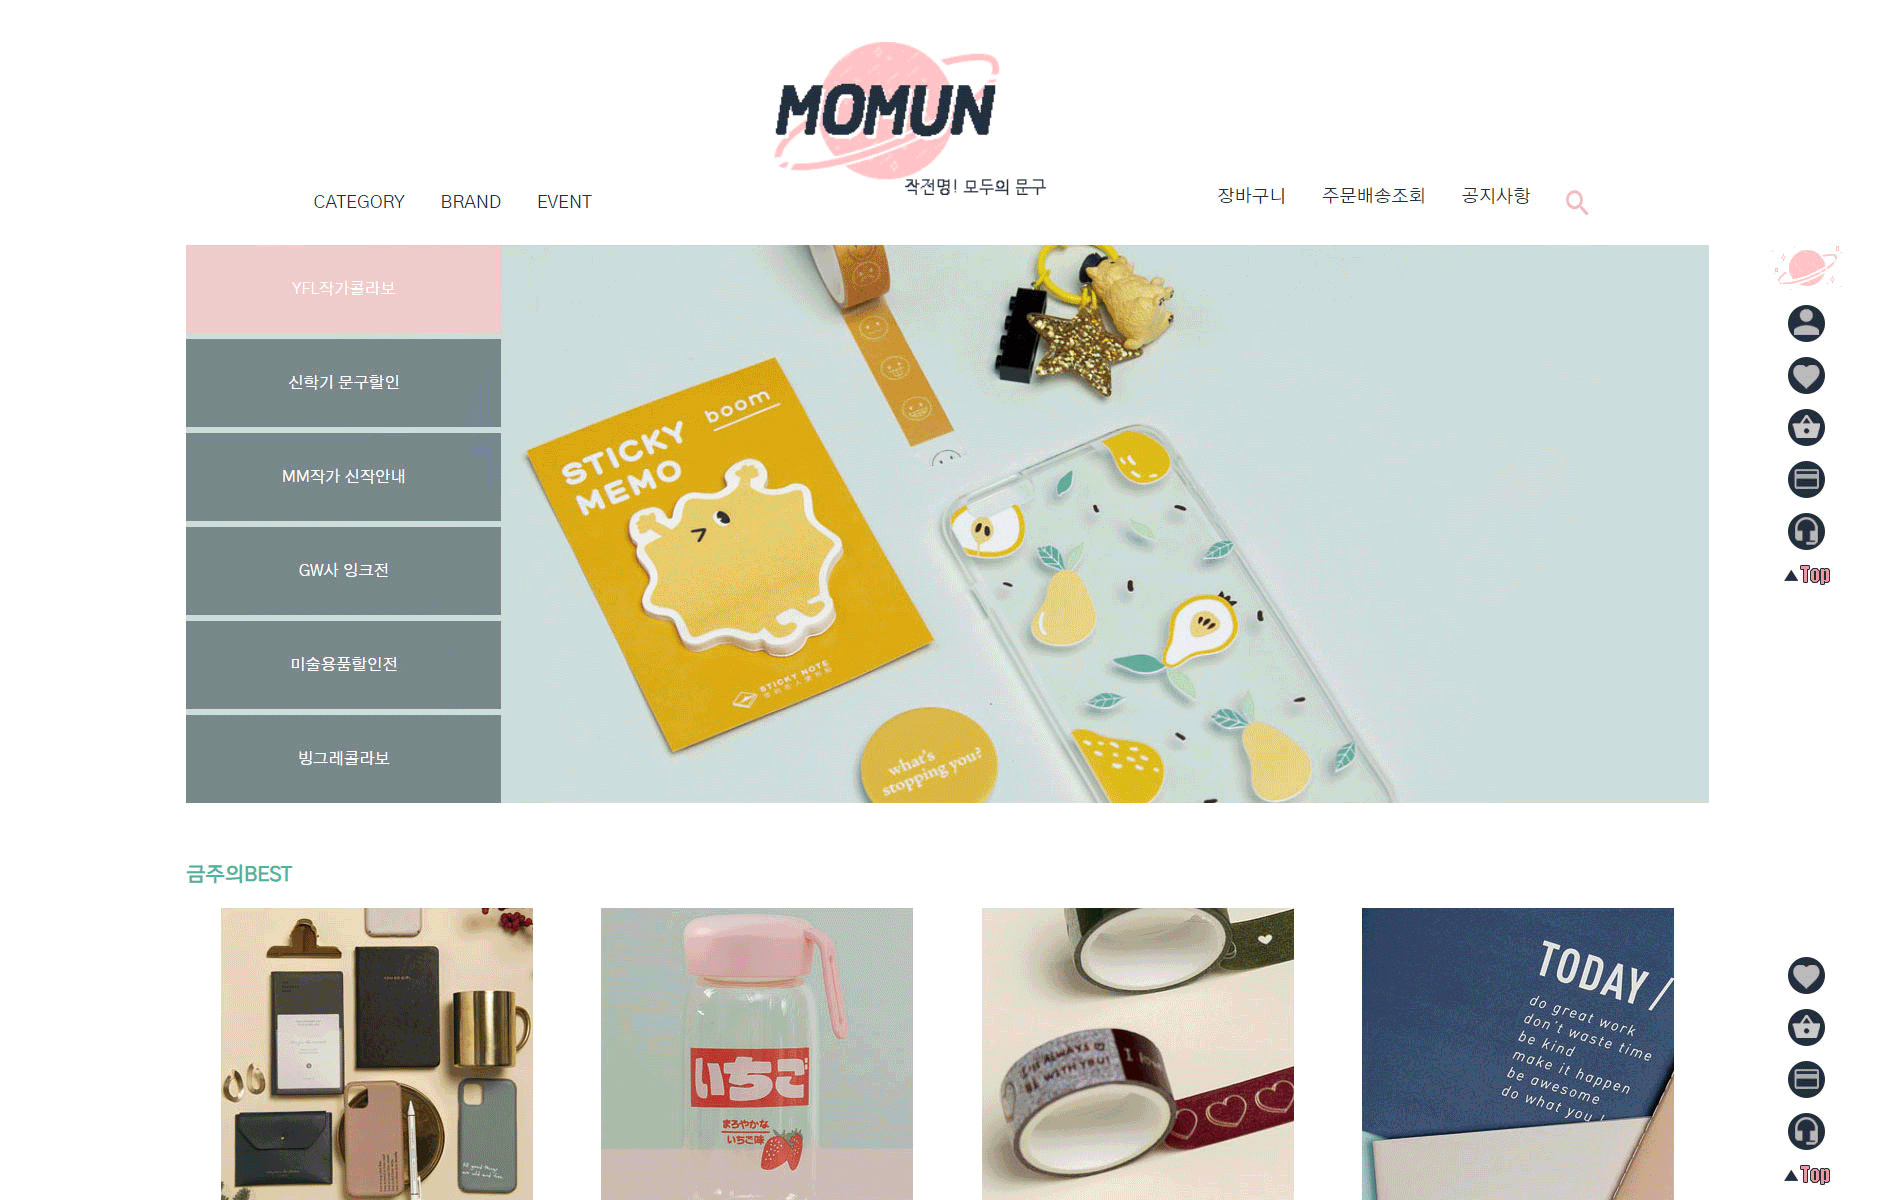 MOMUN
작전명! 모두의 문구
CATEGORY
BRAND
EVENT
장바구니
주문배송조회
공지사항
YFL작가콜라보
신학기 문구할인
MM작가 신작안내
GW사 잉크전
미술용품할인전
빙그레콜라보
STICKY
MEMO
boom
STICKY NOTE
what's
stopping you?
Top
금주의BEST
いちご
まろやかな
いちご味
I'LL ALWAYS
BE WITH YOU!
TODAY /
do great work
don't waste time
be kind
make it happen
be awesome
do what you !
Top